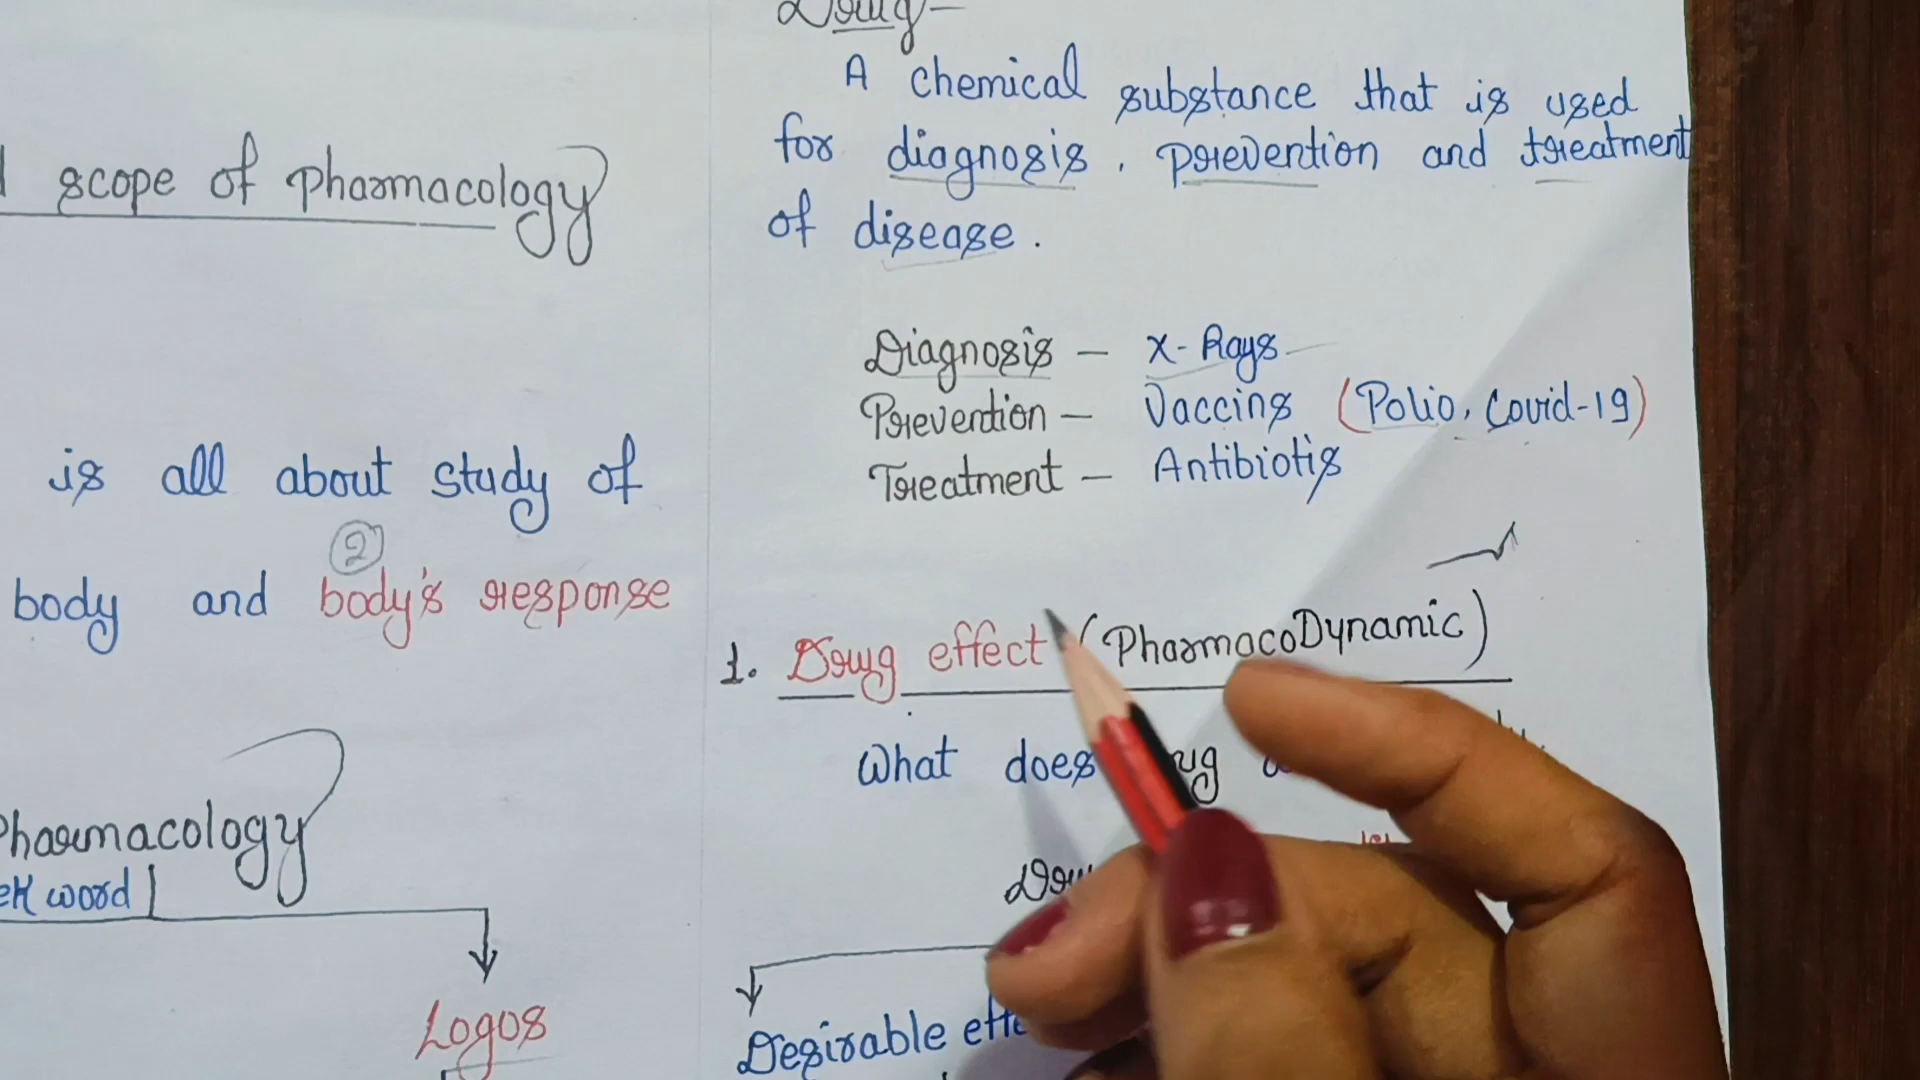 scope of Pharmacology
is all about study of
2
body and body's response
Pharmacology
word
Logos
Drug-
A chemical substance that is used
for diagnosis, prevention and treatment
of disease.
Diagnosis - X-Rays
Prevention - Vaccins (Polio, Covid-19)
Treatment - Antibiotis
1. Drug effect (PharmacoDynamic)
What does
Desirable